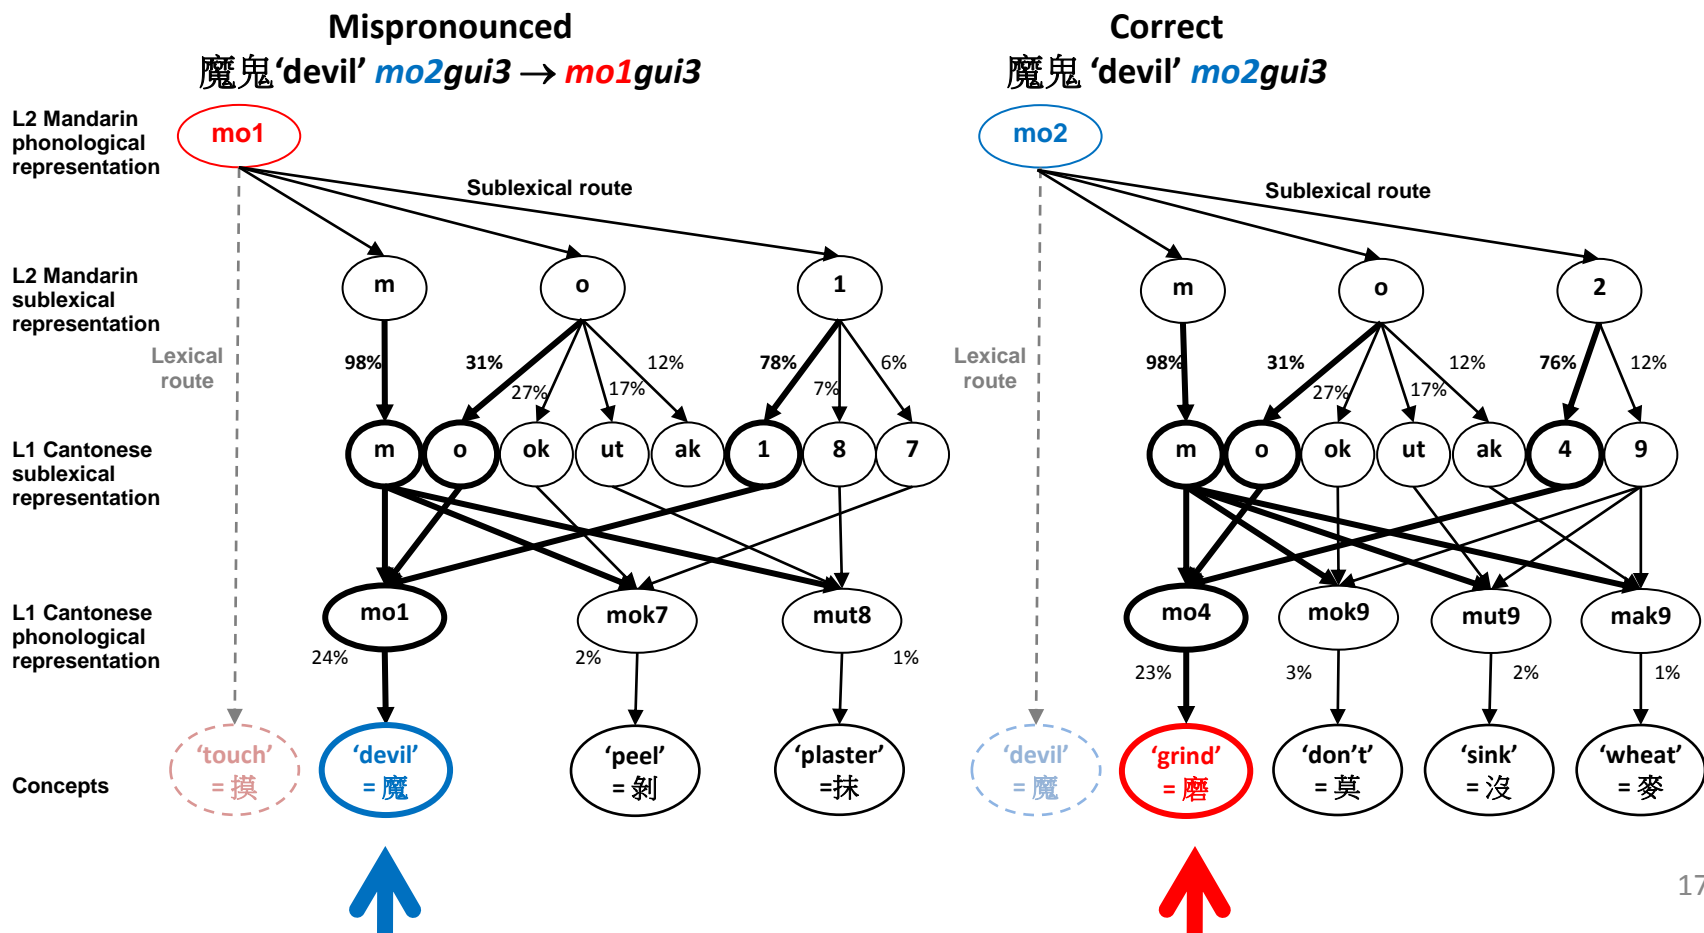 Mispronounced
魔鬼‘devil’ mo2gui3 → mo1gui3
Correct
魔鬼 ‘devil’ mo2gui3
L2 Mandarin
phonological
representation
mo1
mo2
Sublexical route
Sublexical route
L2 Mandarin
sublexical
representation
m
o
1
m
o
2
Lexical
route
98%
31%
27%
17%
12%
78%
7%
6%
Lexical
route
98%
31%
27%
17%
12%
76%
12%
L1 Cantonese
sublexical
representation
m
o
ok
ut
ak
1
8
7
m
o
ok
ut
ak
4
9
L1 Cantonese
phonological
representation
mo1
mok7
mut8
mo4
mok9
mut9
mak9
24%
2%
1%
23%
3%
2%
1%
Concepts
‘touch’
= 摸
‘devil’
= 魔
‘peel’
= 剝
‘plaster’
=抹
‘devil’
= 魔
‘grind’
= 磨
‘don't’
= 莫
‘sink’
= 沒
‘wheat’
= 麥
17